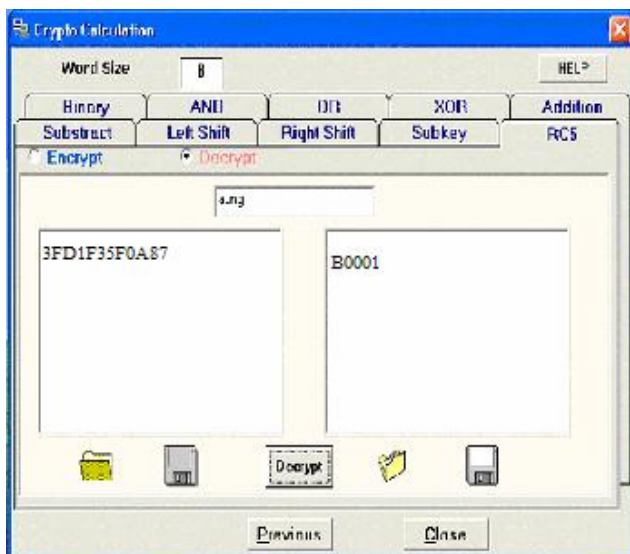 Crypto Calculation
Word Size 8 HELP
Binary AND OR XOR Addition
Substract Left Shift Right Shift Subkey RC5
Encrypt Decrypt
3FD1F35F0A87
B0001
Decrypt
Previous Close